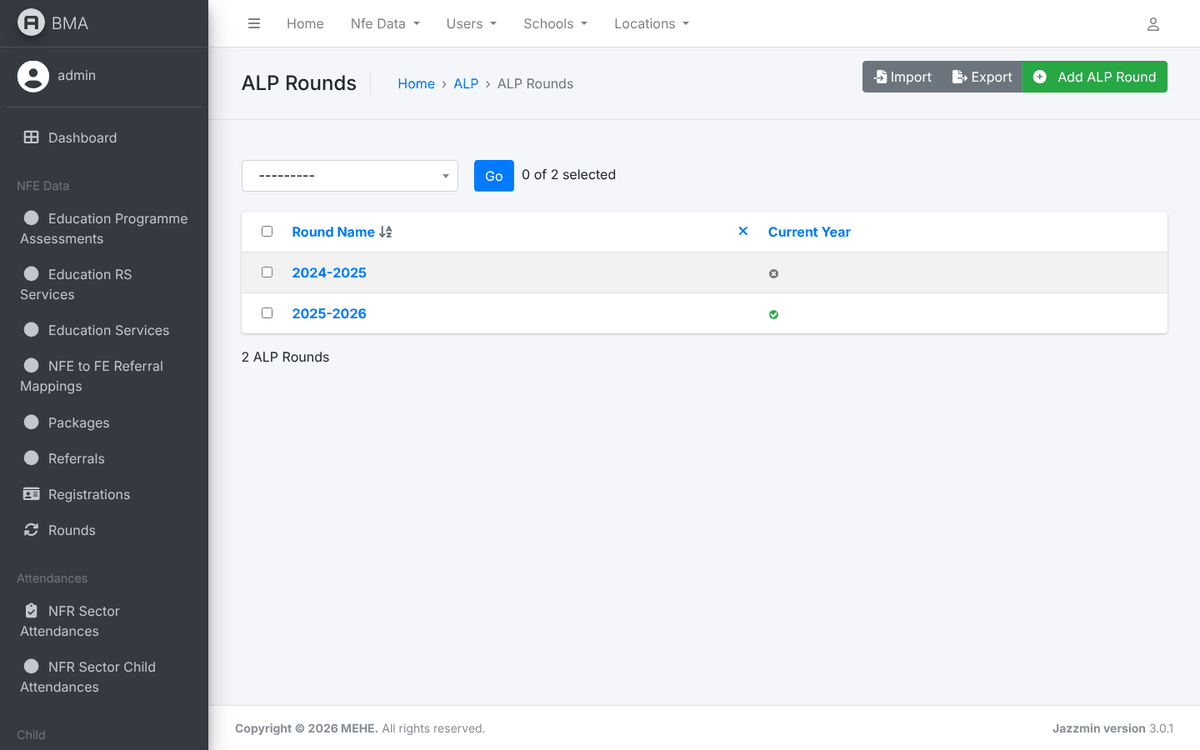 BMA
Home
Nfe Data
Users
Schools
Locations
admin
ALP Rounds
Home › ALP › ALP Rounds
Import
Export
Add ALP Round
Dashboard
NFE Data
Education Programme
Assessments
Education RS
Services
Education Services
NFE to FE Referral
Mappings
Packages
Referrals
Registrations
Rounds
Attendances
NFR Sector
Attendances
NFR Sector Child
Attendances
Child
---------
Go
0 of 2 selected
Round Name
Current Year
2024-2025
2025-2026
2 ALP Rounds
Copyright © 2026 MEHE. All rights reserved.
Jazzmin version 3.0.1